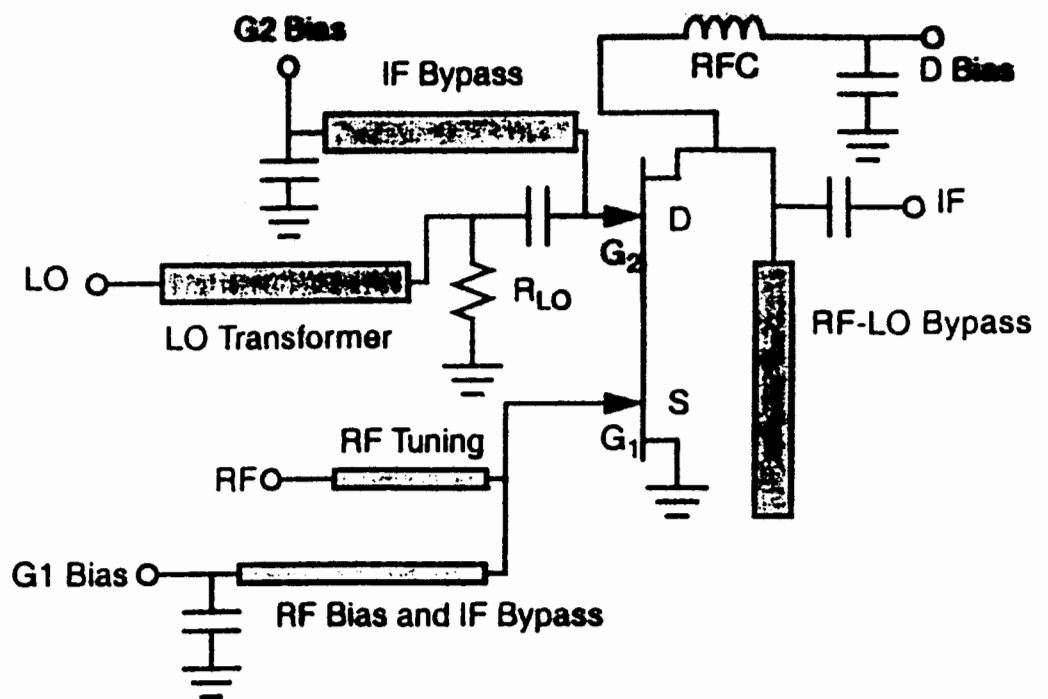 G2 Bias
IF Bypass
RFC
D Bias
D
IF
G2
LO
RLO
LO Transformer
RF-LO Bypass
S
G1
RF Tuning
RF
G1 Bias
RF Bias and IF Bypass